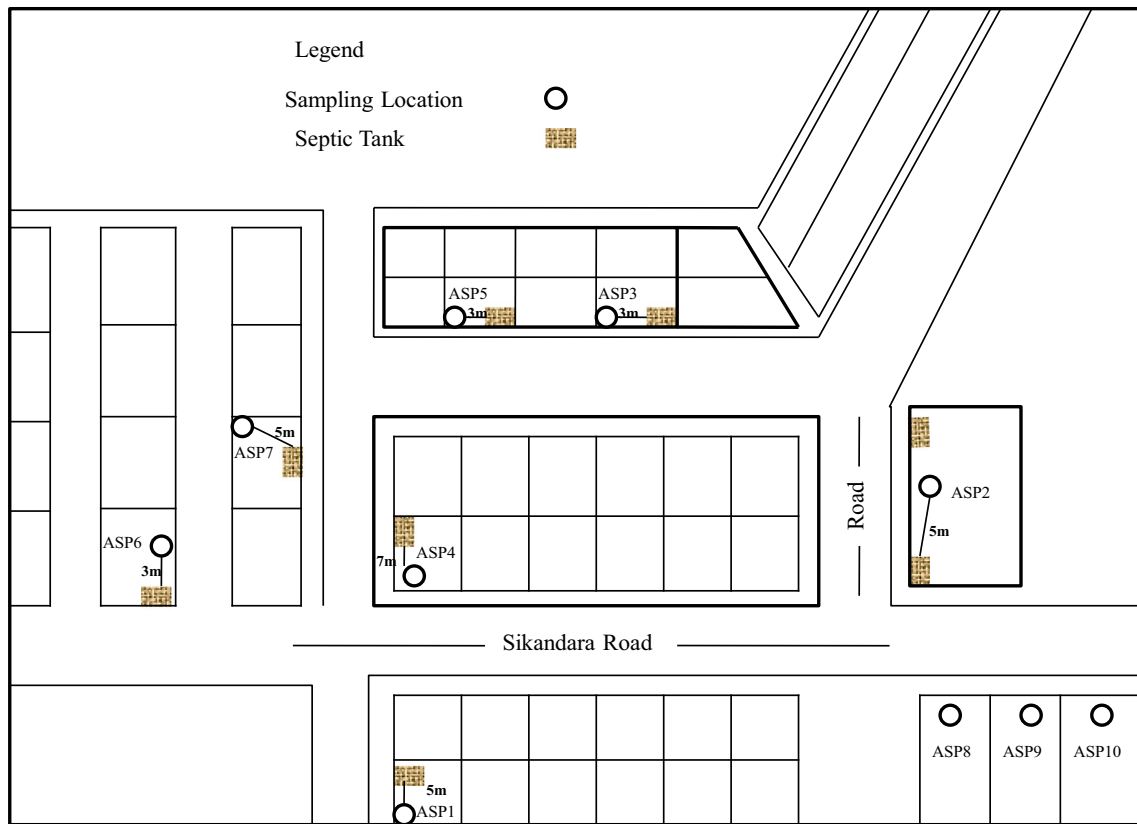 Legend
Sampling Location
Septic Tank
ASP5
3m
ASP3
3m
ASP7
5m
ASP6
3m
ASP4
7m
Road
ASP2
5m
Sikandara Road
ASP1
5m
ASP8
ASP9
ASP10